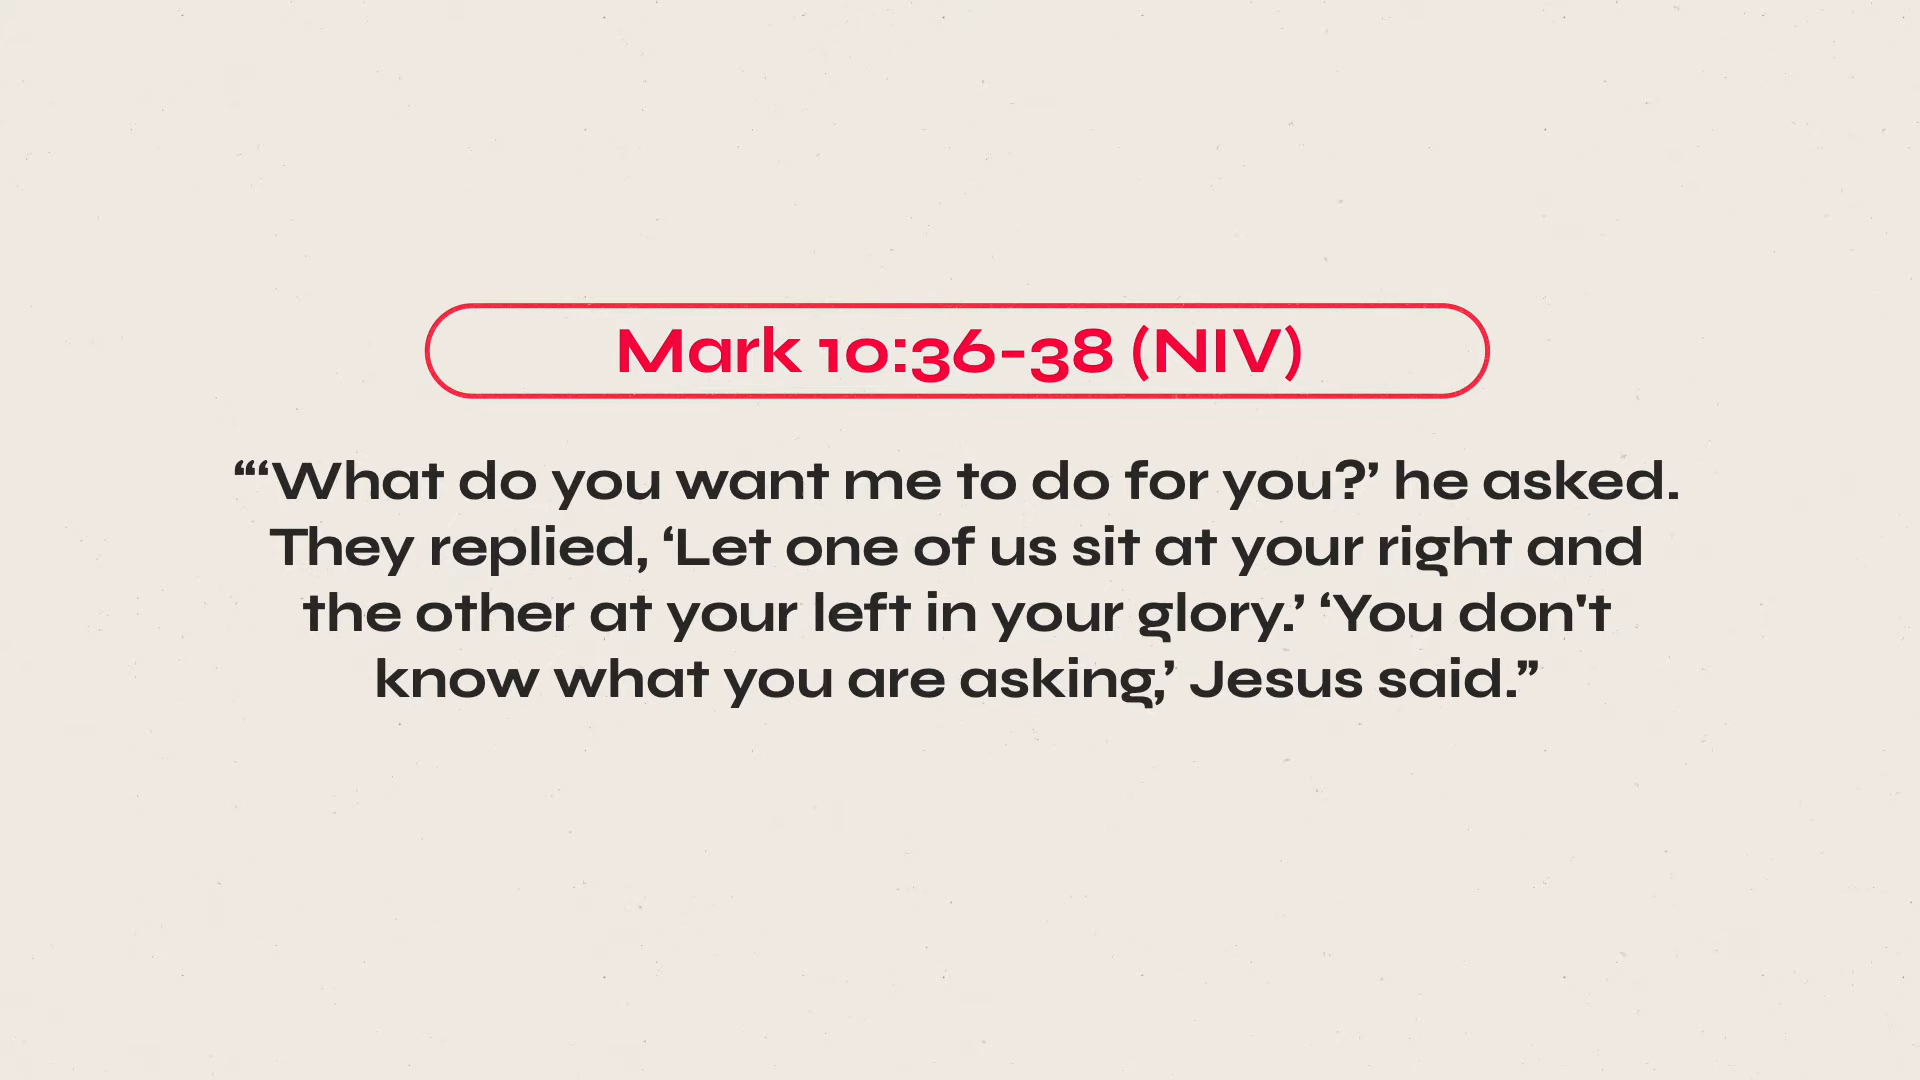 Mark 10:36-38 (NIV)
“‘What do you want me to do for you?’ he asked.
They replied, ‘Let one of us sit at your right and
the other at your left in your glory.’ ‘You don't
know what you are asking,’ Jesus said.”